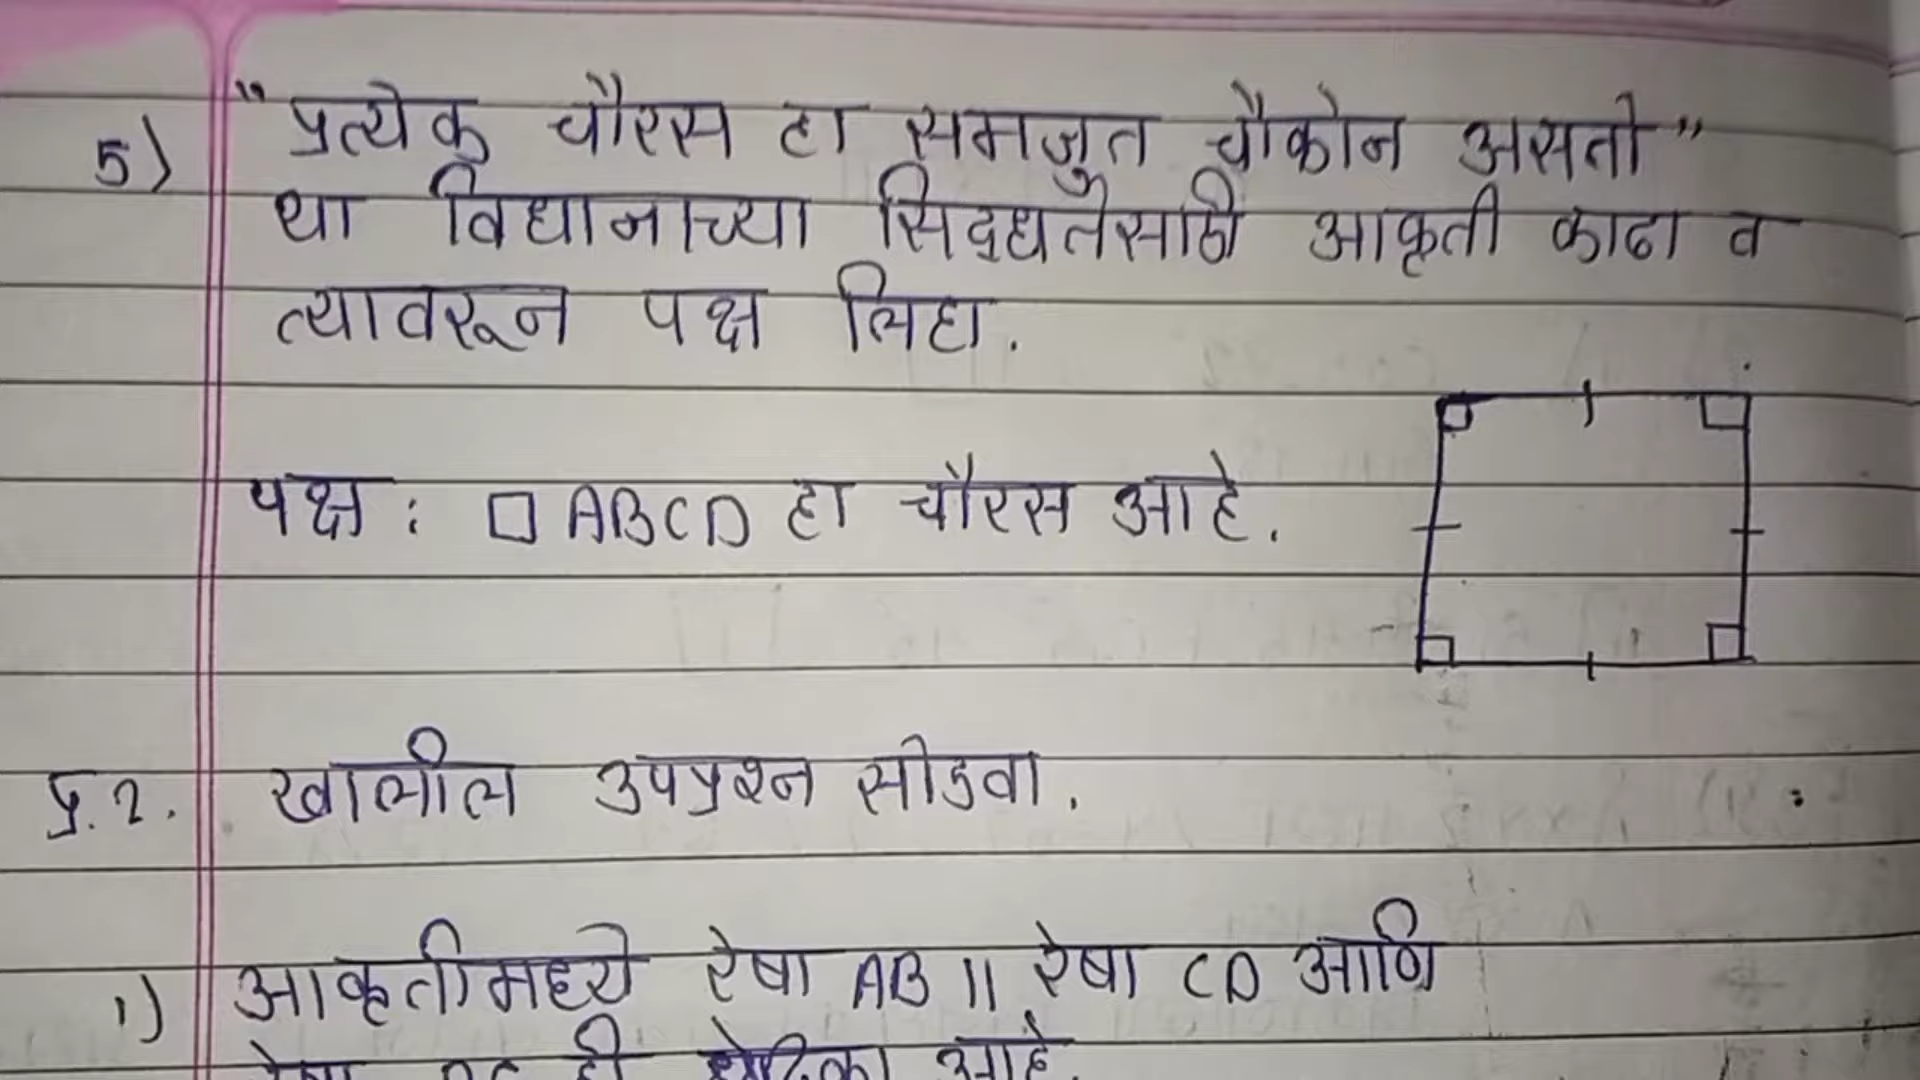 5) "प्रत्येक चौरस हा समभुज चौकोन असतो"
या विधानाच्या सिद्धतेसाठी आकृती काढा व
त्यावरून पक्ष लिहा.
पक्ष : □ ABCD हा चौरस आहे.
प्र.2. खालील उपप्रश्न सोडवा.
1) आकृतीमध्ये रेषा AB || रेषा CD आणि
रेषा ही छेदिका आहे.